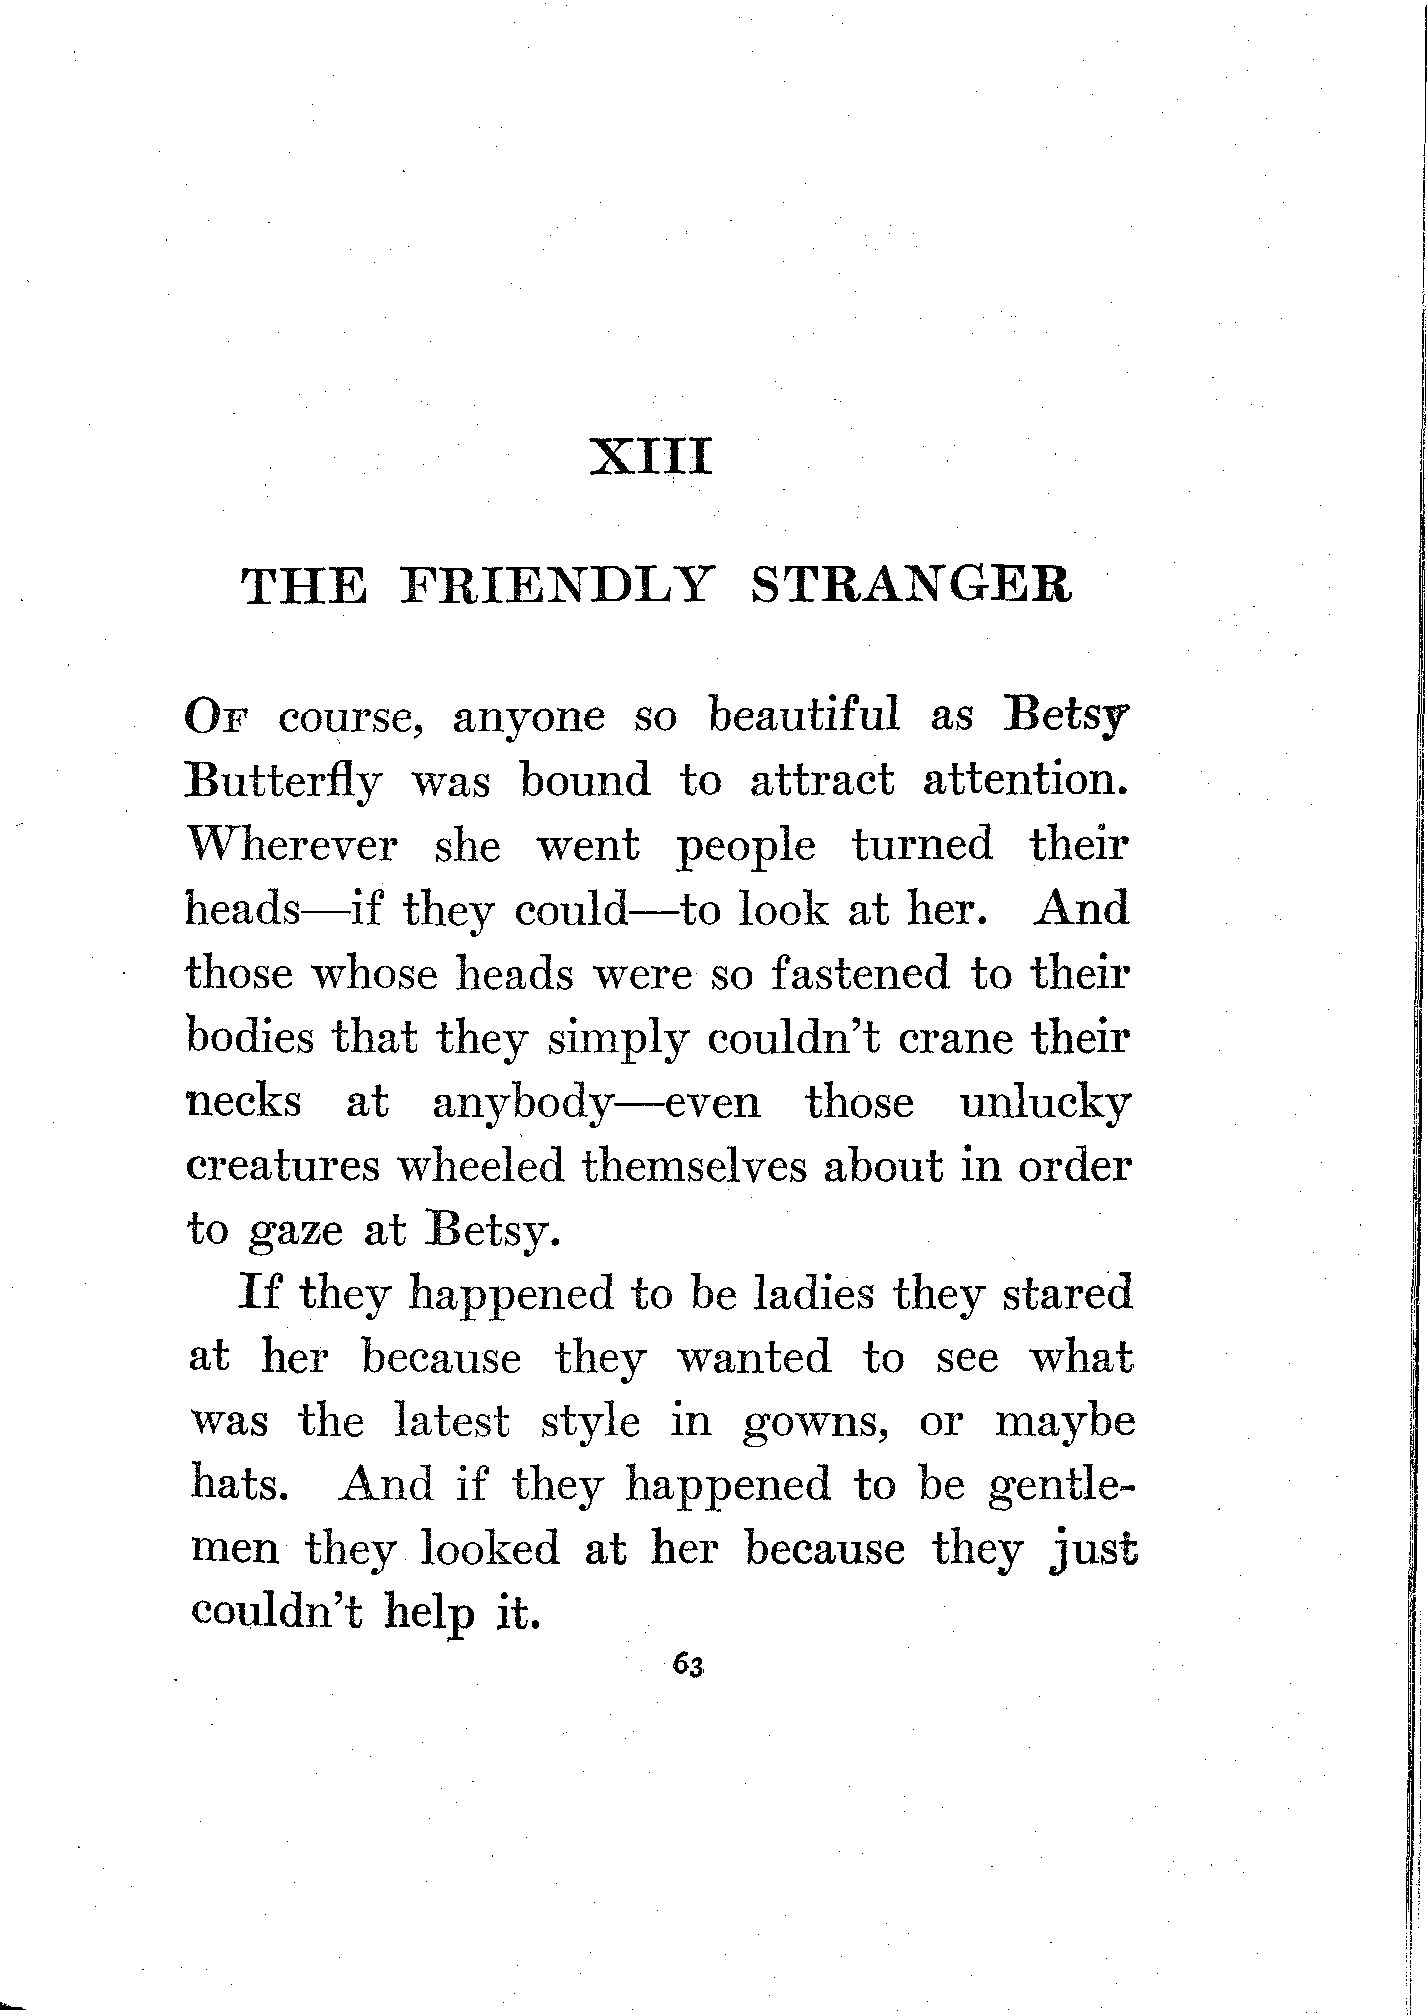 XIII
THE FRIENDLY STRANGER
OF course, anyone so beautiful as Betsy
Butterfly was bound to attract attention.
Wherever she went people turned their
heads—if they could—to look at her. And
those whose heads were so fastened to their
bodies that they simply couldn't crane their
necks at anybody—even those unlucky
creatures wheeled themselves about in order
to gaze at Betsy.
If they happened to be ladies they stared
at her because they wanted to see what
was the latest style in gowns, or maybe
hats. And if they happened to be gentle-
men they looked at her because they just
couldn't help it.
63